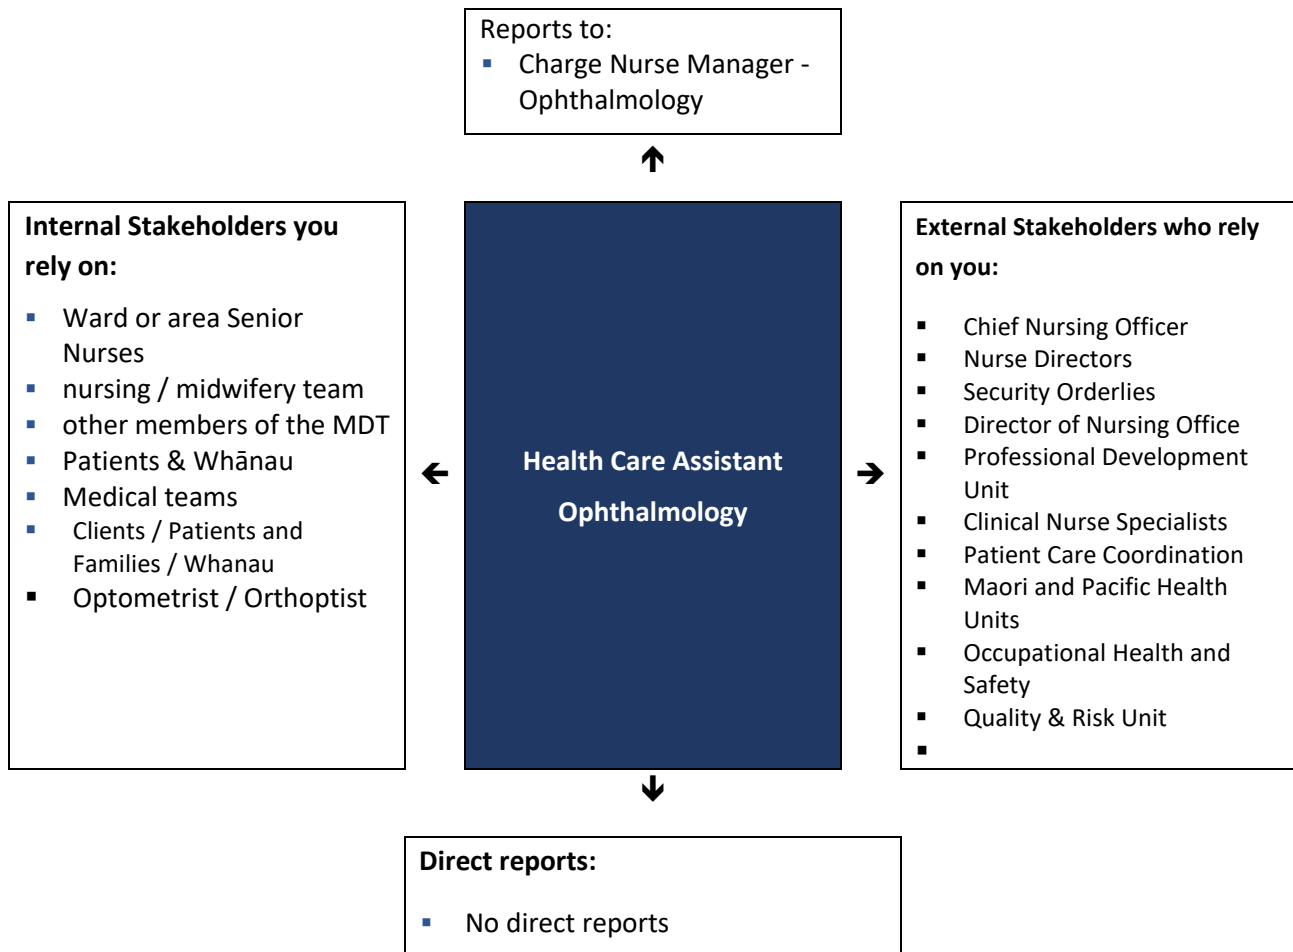 Reports to:
▪ Charge Nurse Manager -
Ophthalmology
Internal Stakeholders you
rely on:
▪ Ward or area Senior
Nurses
▪ nursing / midwifery team
▪ other members of the MDT
▪ Patients & Whānau
▪ Medical teams
▪ Clients / Patients and
Families / Whanau
▪ Optometrist / Orthoptist
Health Care Assistant
Ophthalmology
External Stakeholders who rely
on you:
▪ Chief Nursing Officer
▪ Nurse Directors
▪ Security Orderlies
▪ Director of Nursing Office
▪ Professional Development
Unit
▪ Clinical Nurse Specialists
▪ Patient Care Coordination
▪ Maori and Pacific Health
Units
▪ Occupational Health and
Safety
▪ Quality & Risk Unit
▪
Direct reports:
▪ No direct reports